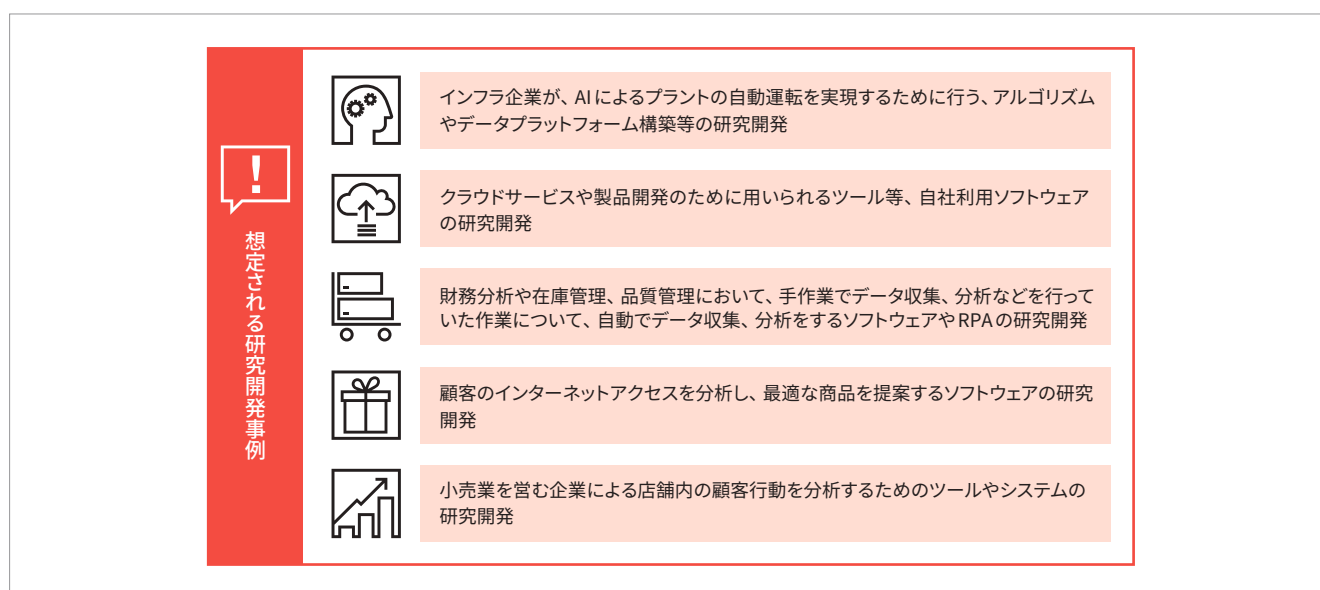 !
想定される研究開発事例
インフラ企業が、AIによるプラントの自動運転を実現するために行う、アルゴリズム
やデータプラットフォーム構築等の研究開発
クラウドサービスや製品開発のために用いられるツール等、自社利用ソフトウェア
の研究開発
財務分析や在庫管理、品質管理において、手作業でデータ収集、分析などを行って
いた作業について、自動でデータ収集、分析をするソフトウェアやRPAの研究開発
顧客のインターネットアクセスを分析し、最適な商品を提案するソフトウェアの研究
開発
小売業を営む企業による店舗内の顧客行動を分析するためのツールやシステムの
研究開発